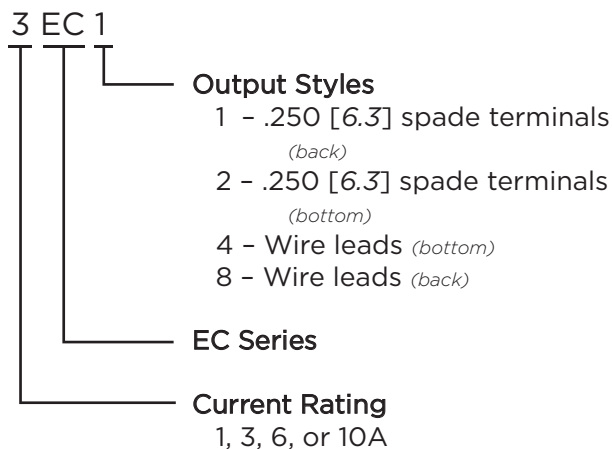 3 EC 1
Output Styles
1 – .250 [6.3] spade terminals
(back)
2 – .250 [6.3] spade terminals
(bottom)
4 – Wire leads (bottom)
8 – Wire leads (back)
EC Series
Current Rating
1, 3, 6, or 10A